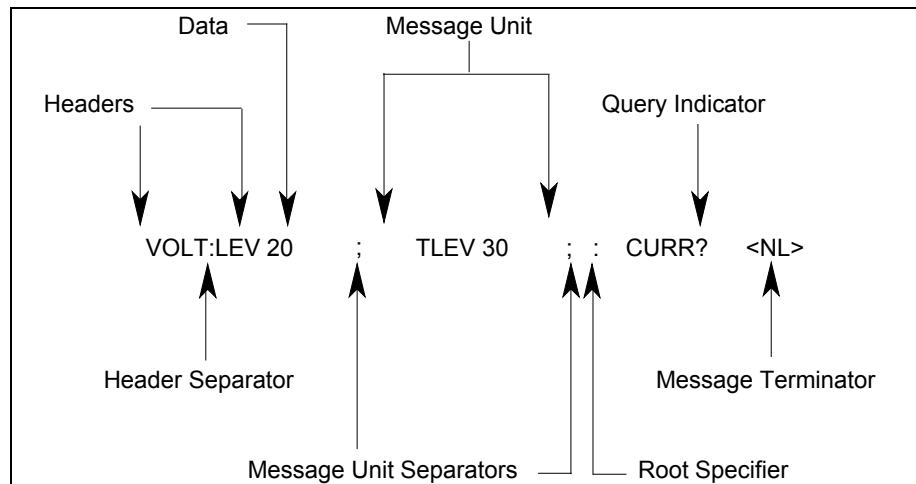 Data Message Unit
Headers Query Indicator
VOLT:LEV 20 ; TLEV 30 ; : CURR? <NL>
Header Separator Message Terminator
Message Unit Separators Root Specifier